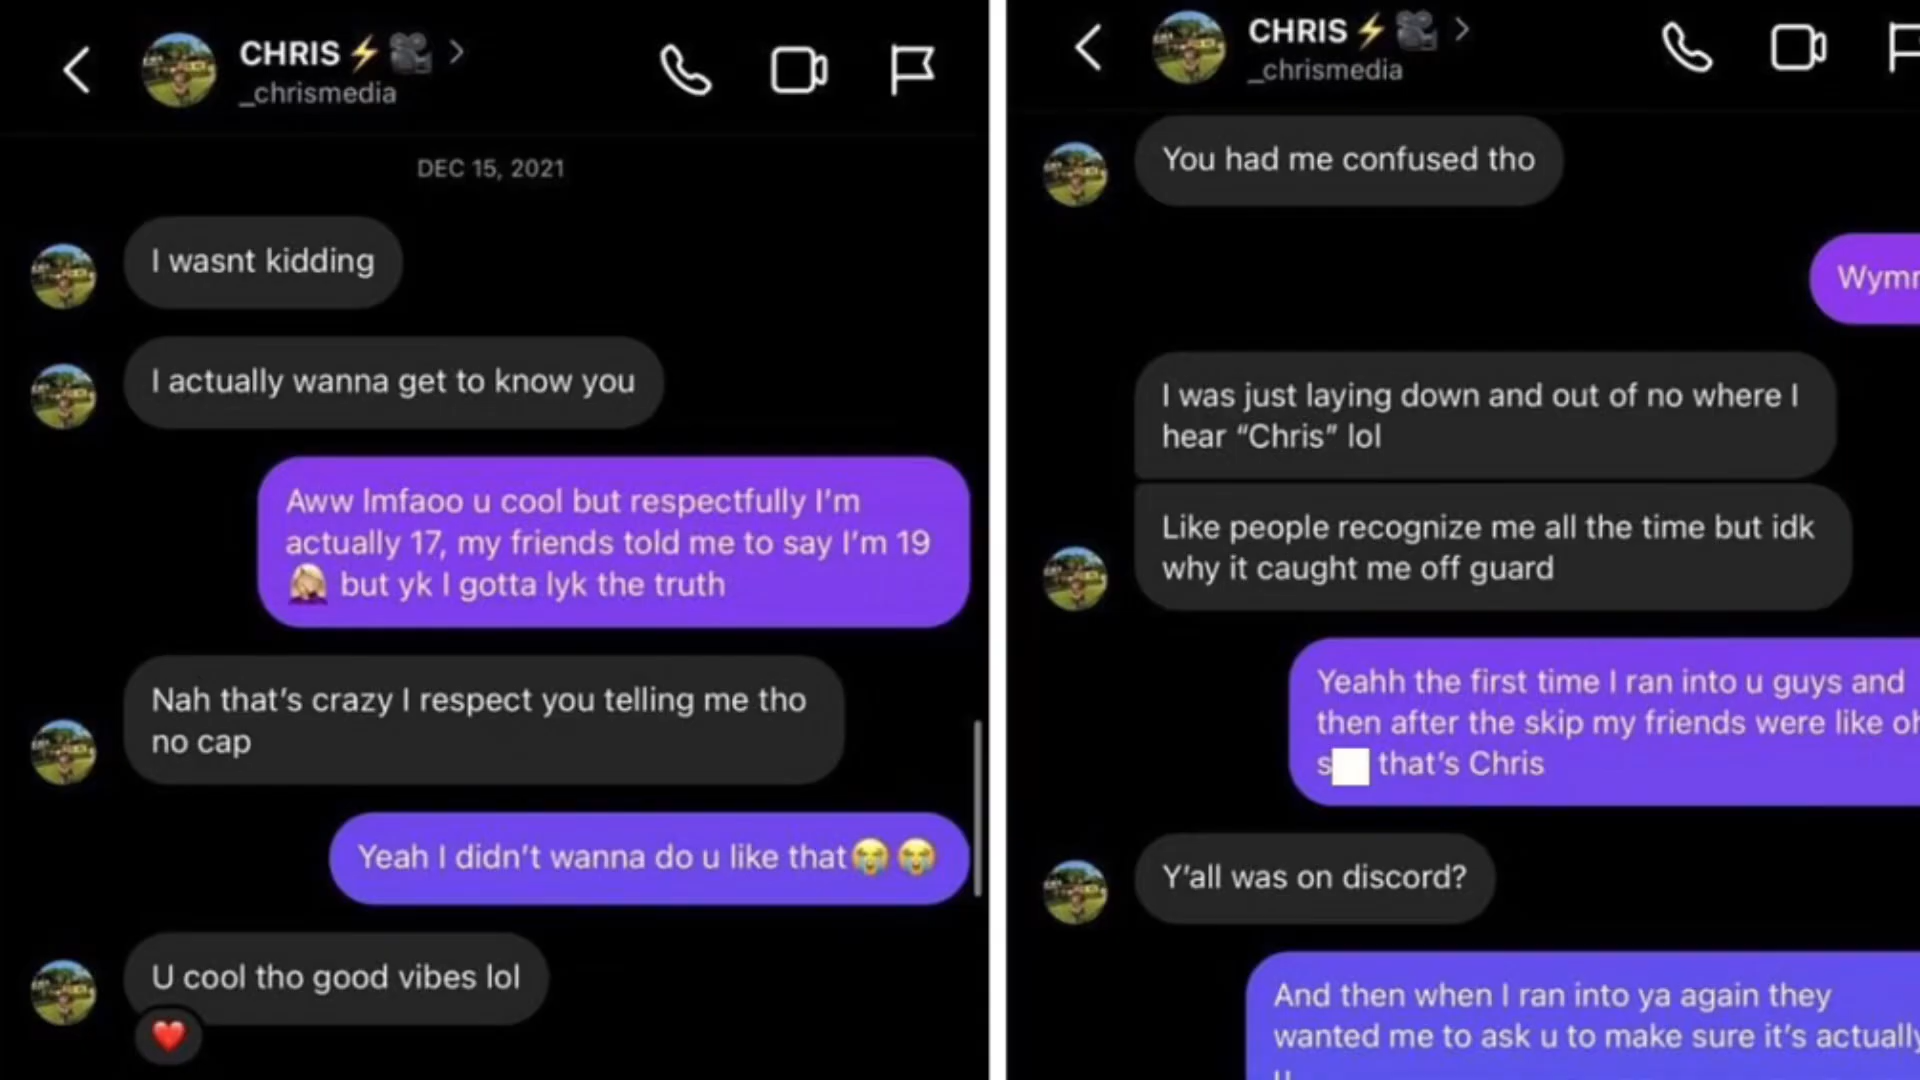 CHRIS⚡🎥
_chrismedia
DEC 15, 2021
I wasnt kidding
I actually wanna get to know you
Aww lmfaoo u cool but respectfully I'm
actually 17, my friends told me to say I'm 19
🤦🏼‍♀️ but yk I gotta lyk the truth
Nah that's crazy I respect you telling me tho
no cap
Yeah I didn't wanna do u like that😭😭
U cool tho good vibes lol
❤️
CHRIS⚡🎥
_chrismedia
You had me confused tho
I was just laying down and out of no where I
hear “Chris” lol
Like people recognize me all the time but idk
why it caught me off guard
Yeahh the first time I ran into u guys and
then after the skip my friends were like
s that's Chris
Y'all was on discord?
And then when I ran into ya again they
wanted me to ask u to make sure it's actually